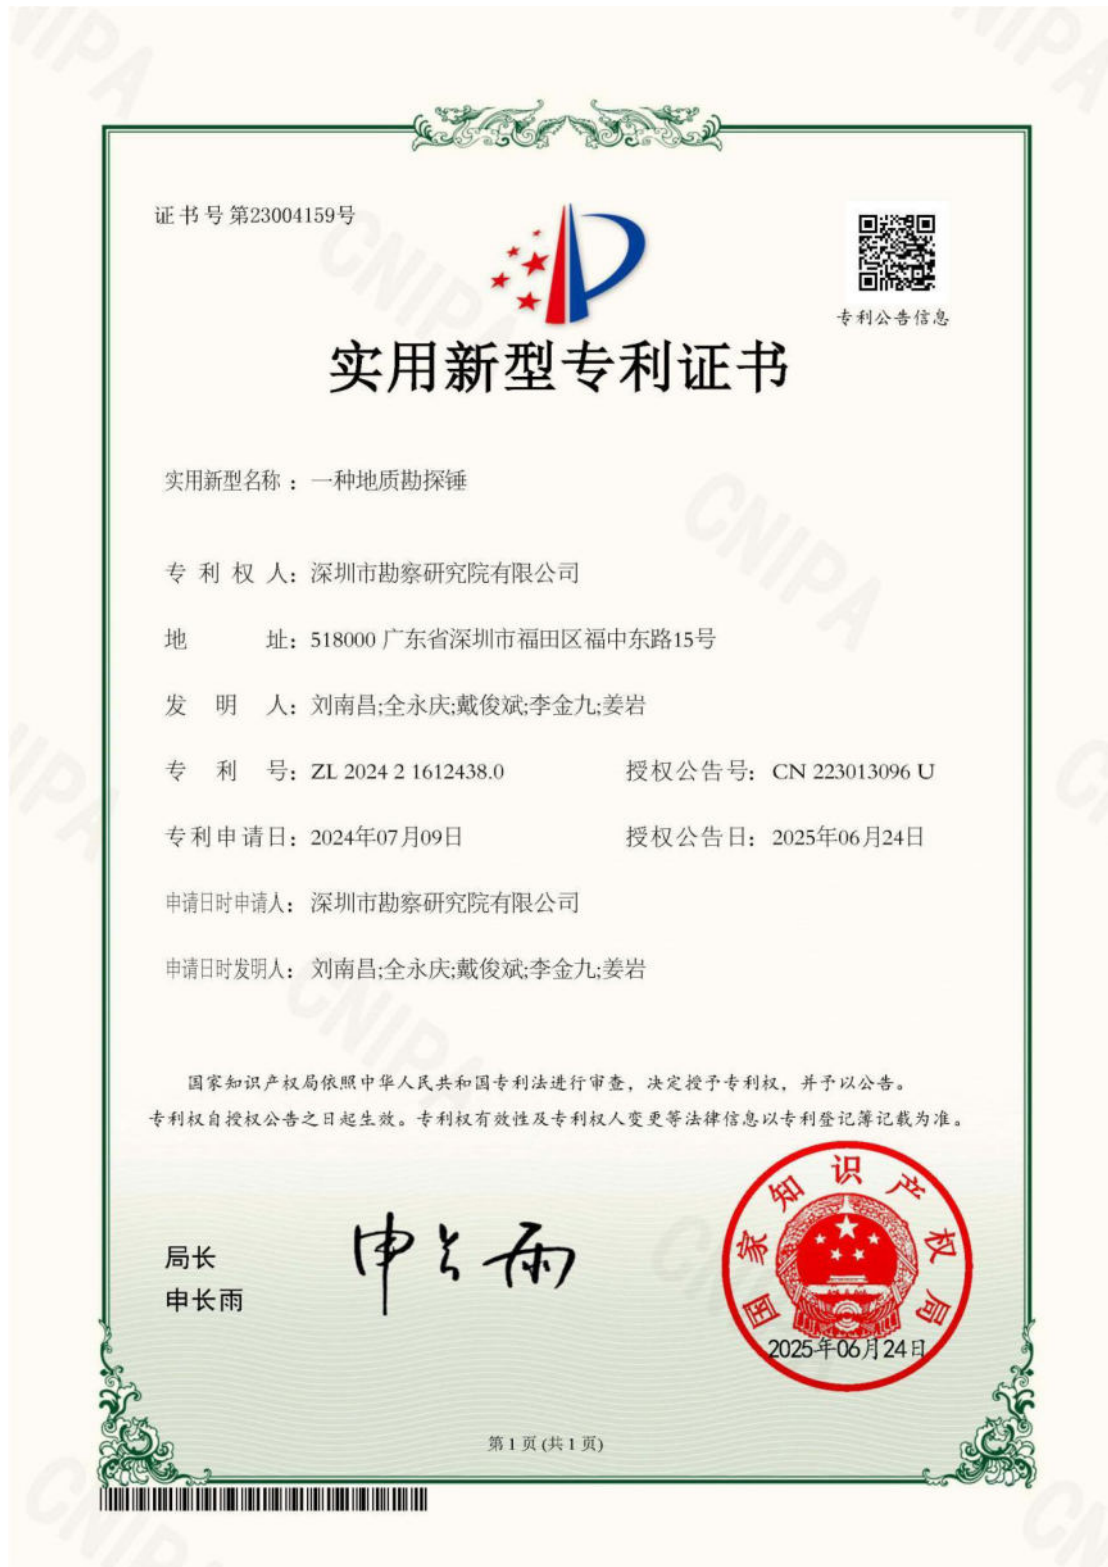 证书号第23004159号
专利公告信息
实用新型专利证书
实用新型名称：一种地质勘探锤
专利权人：深圳市勘察研究院有限公司
地址：518000 广东省深圳市福田区福中东路15号
发明人：刘南昌;全永庆;戴俊斌;李金九;姜岩
专利号：ZL 2024 2 1612438.0 授权公告号：CN 223013096 U
专利申请日：2024年07月09日 授权公告日：2025年06月24日
申请日时申请人：深圳市勘察研究院有限公司
申请日时发明人：刘南昌;全永庆;戴俊斌;李金九;姜岩
国家知识产权局依照中华人民共和国专利法进行审查，决定授予专利权，并予以公告。
专利权自授权公告之日起生效。专利权有效性及专利权人变更等法律信息以专利登记簿记载为准。
局长
申长雨
申长雨
国家知识产权局
2025年06月24日
第 1 页 (共 1 页)
CNIPA
CNIPA
CNIPA
CNIPA
CNIPA